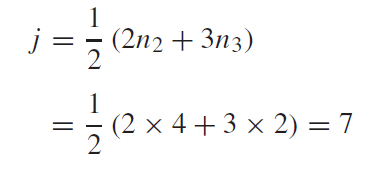 j = 1/2 (2n₂ + 3n₃)
= 1/2 (2 × 4 + 3 × 2) = 7